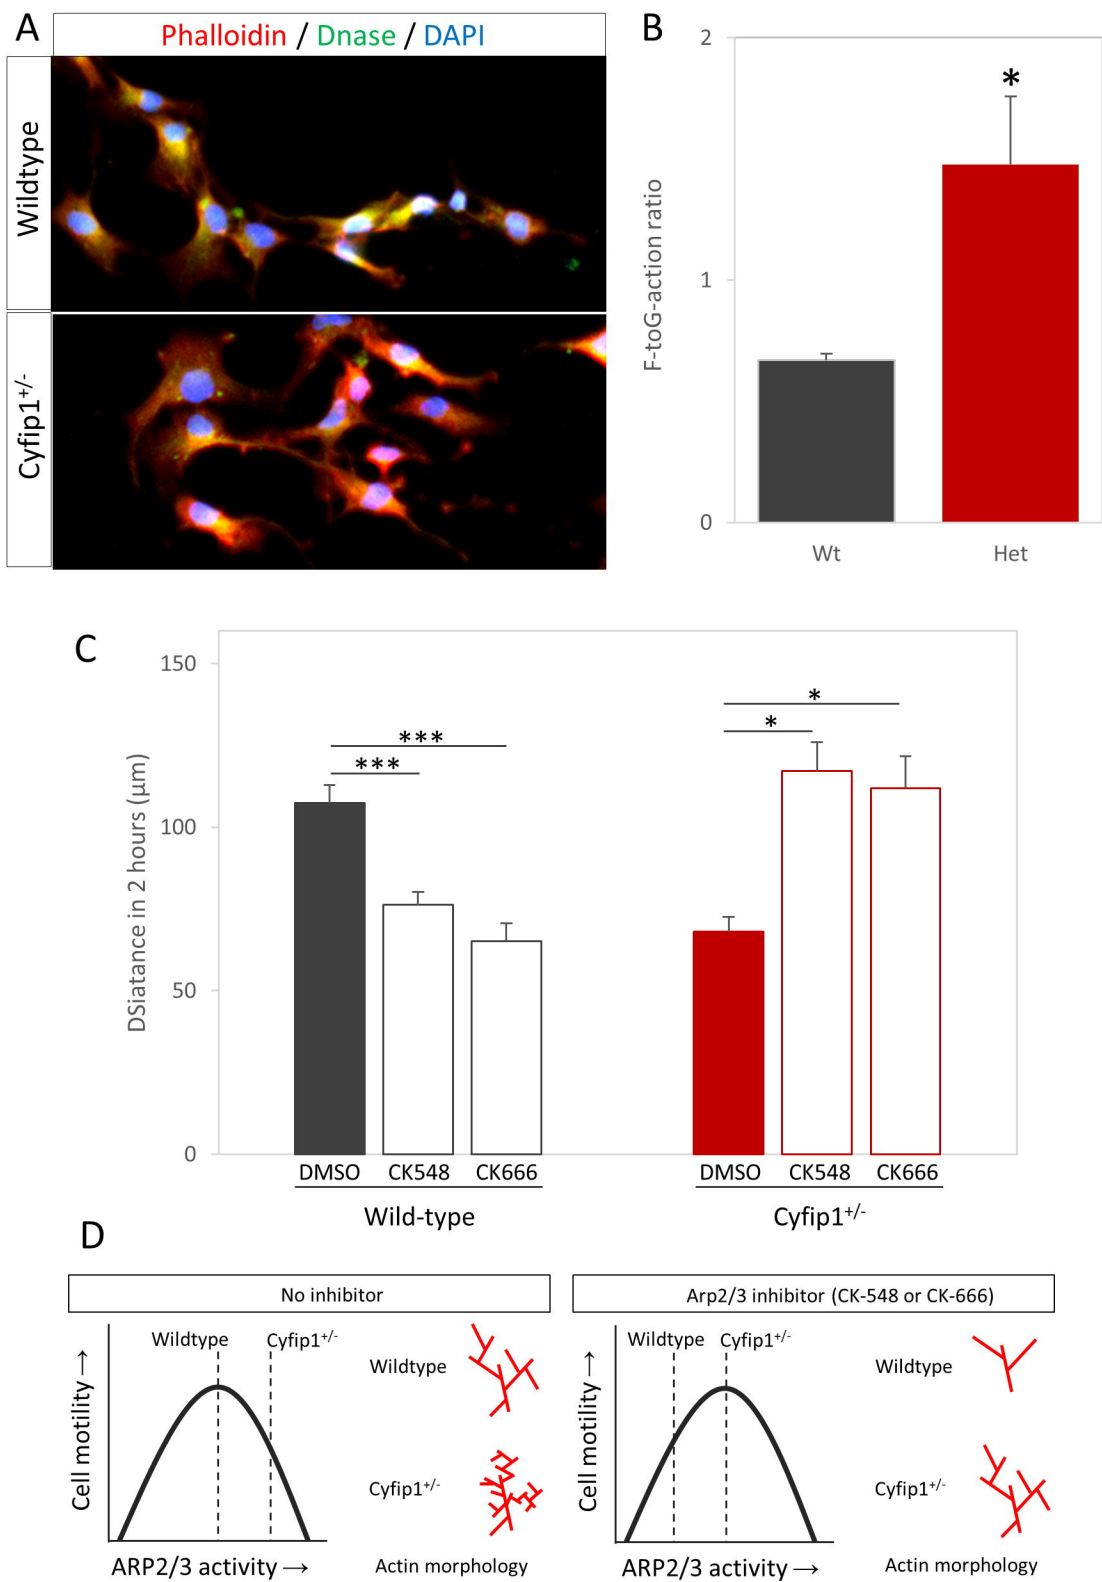 A
Phalloidin / Dnase / DAPI
Wildtype
Cyfip1+/-
B
F-toG-action ratio
2
*
1
0
Wt
Het
C
DSiatance in 2 hours (µm)
150
100
50
0
***
***
*
*
DMSO CK548 CK666
DMSO CK548 CK666
Wild-type
Cyfip1+/-
D
No inhibitor
Cell motility →
Wildtype
Cyfip1+/-
ARP2/3 activity →
Wildtype
Cyfip1+/-
Actin morphology
Arp2/3 inhibitor (CK-548 or CK-666)
Cell motility →
Wildtype
Cyfip1+/-
ARP2/3 activity →
Wildtype
Cyfip1+/-
Actin morphology